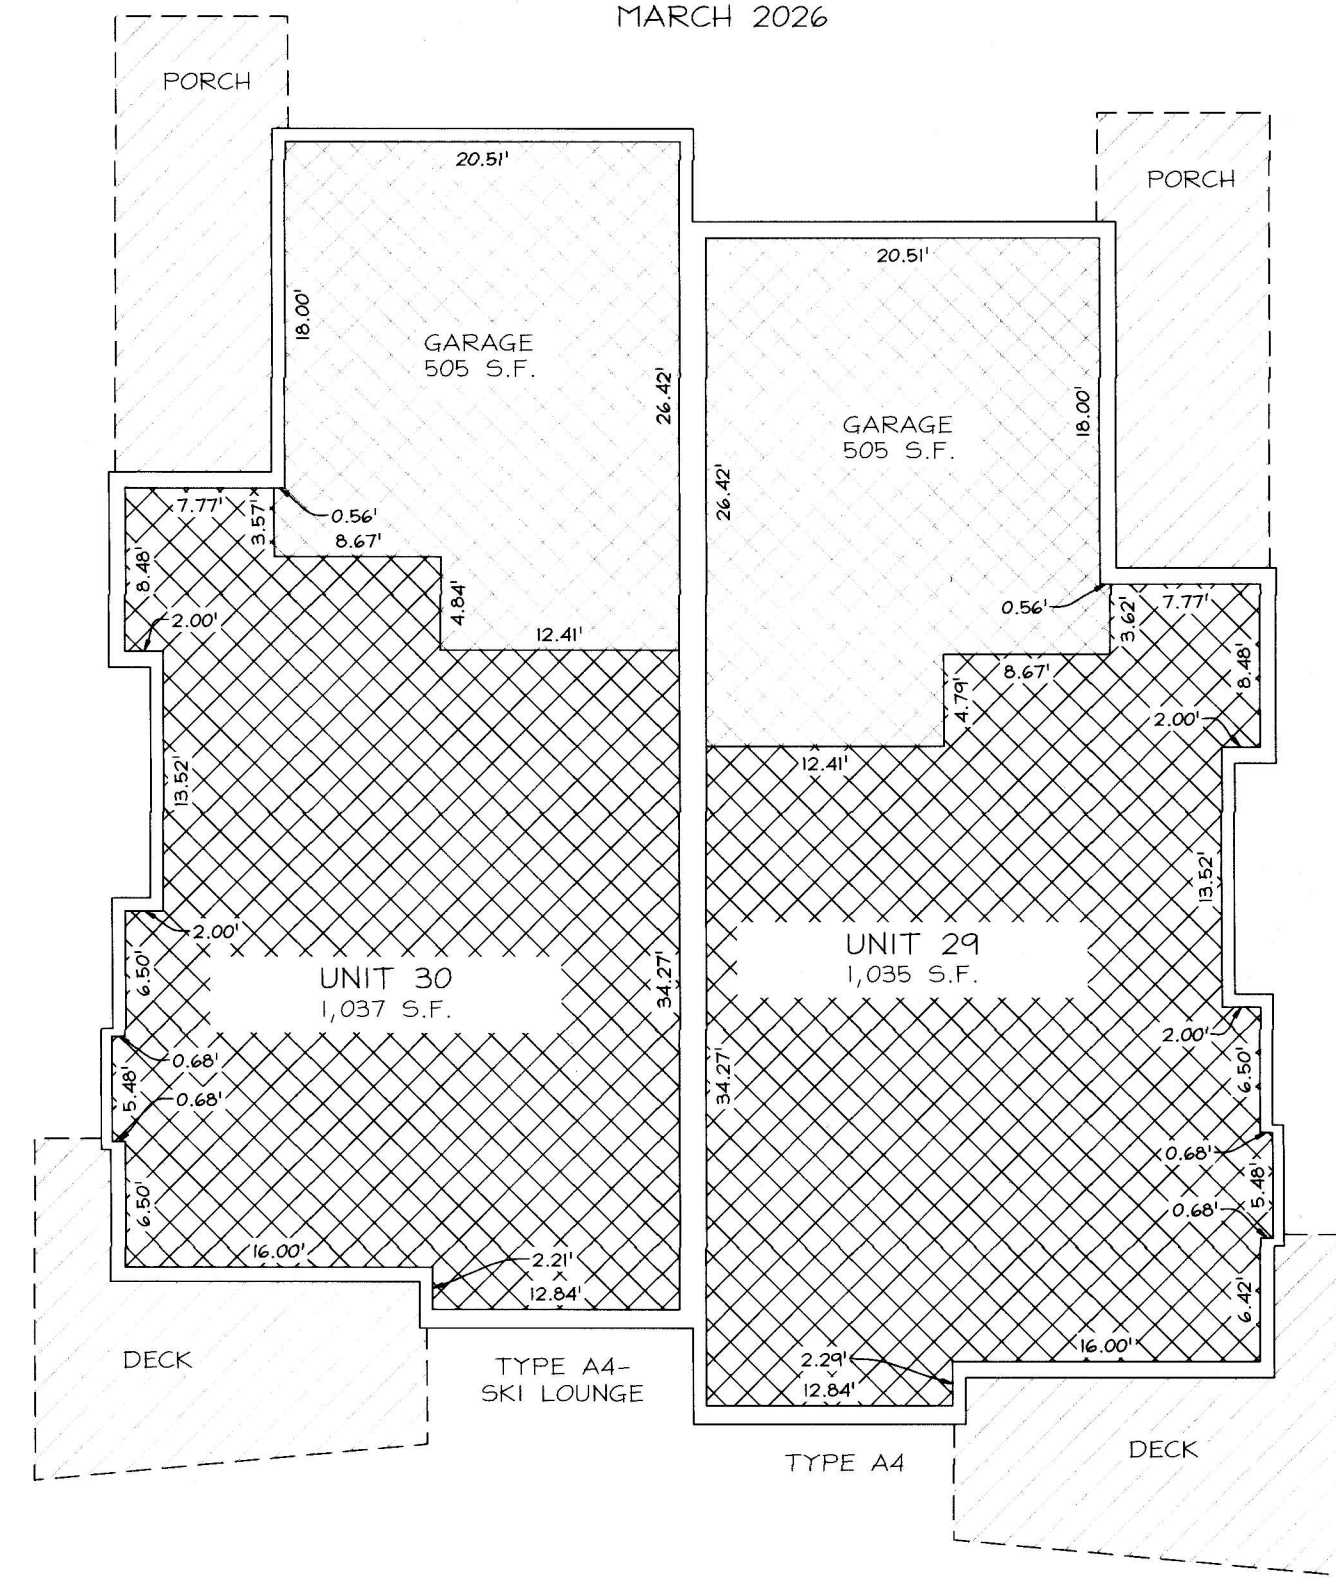 MARCH 2026
PORCH
20.51'
18.00'
GARAGE
505 S.F.
26.42'
7.77'
3.57'
0.56'
8.67'
8.48'
4.84'
2.00'
12.41'
13.52'
2.00'
6.50'
UNIT 30
1,037 S.F.
34.27'
0.68'
5.48'
0.68'
6.50'
16.00'
2.21'
12.84'
DECK
TYPE A4-
SKI LOUNGE
PORCH
20.51'
18.00'
GARAGE
505 S.F.
26.42'
0.56'
7.77'
3.62'
8.67'
8.48'
4.79'
2.00'
12.41'
13.52'
UNIT 29
1,035 S.F.
2.00'
6.50'
34.27'
0.68'
5.48'
0.68'
6.42'
16.00'
2.29'
12.84'
TYPE A4
DECK